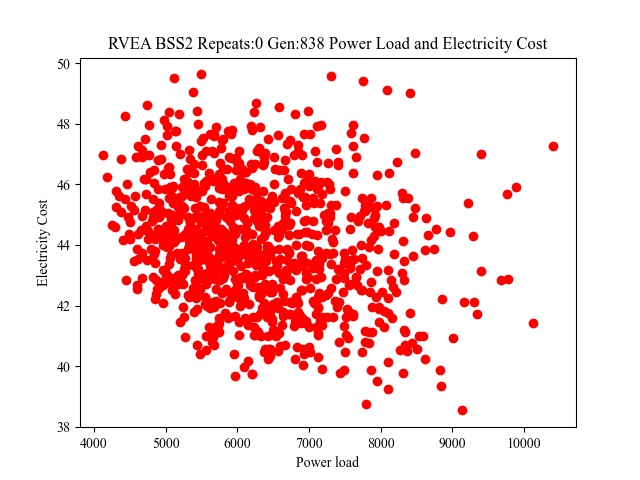 RVEA BSS2 Repeats:0 Gen:838 Power Load and Electricity Cost
50
48
46
44
42
40
38
Electricity Cost
4000 5000 6000 7000 8000 9000 10000
Power load